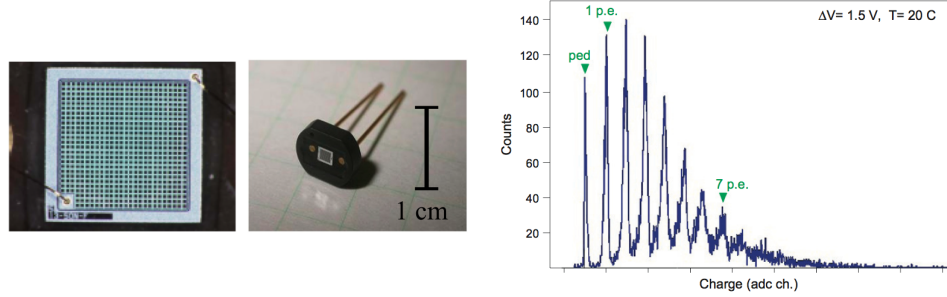 1 cm
ΔV= 1.5 V, T= 20 C
ped
1 p.e.
7 p.e.
140
120
100
80
60
40
20
Counts
Charge (adc ch.)